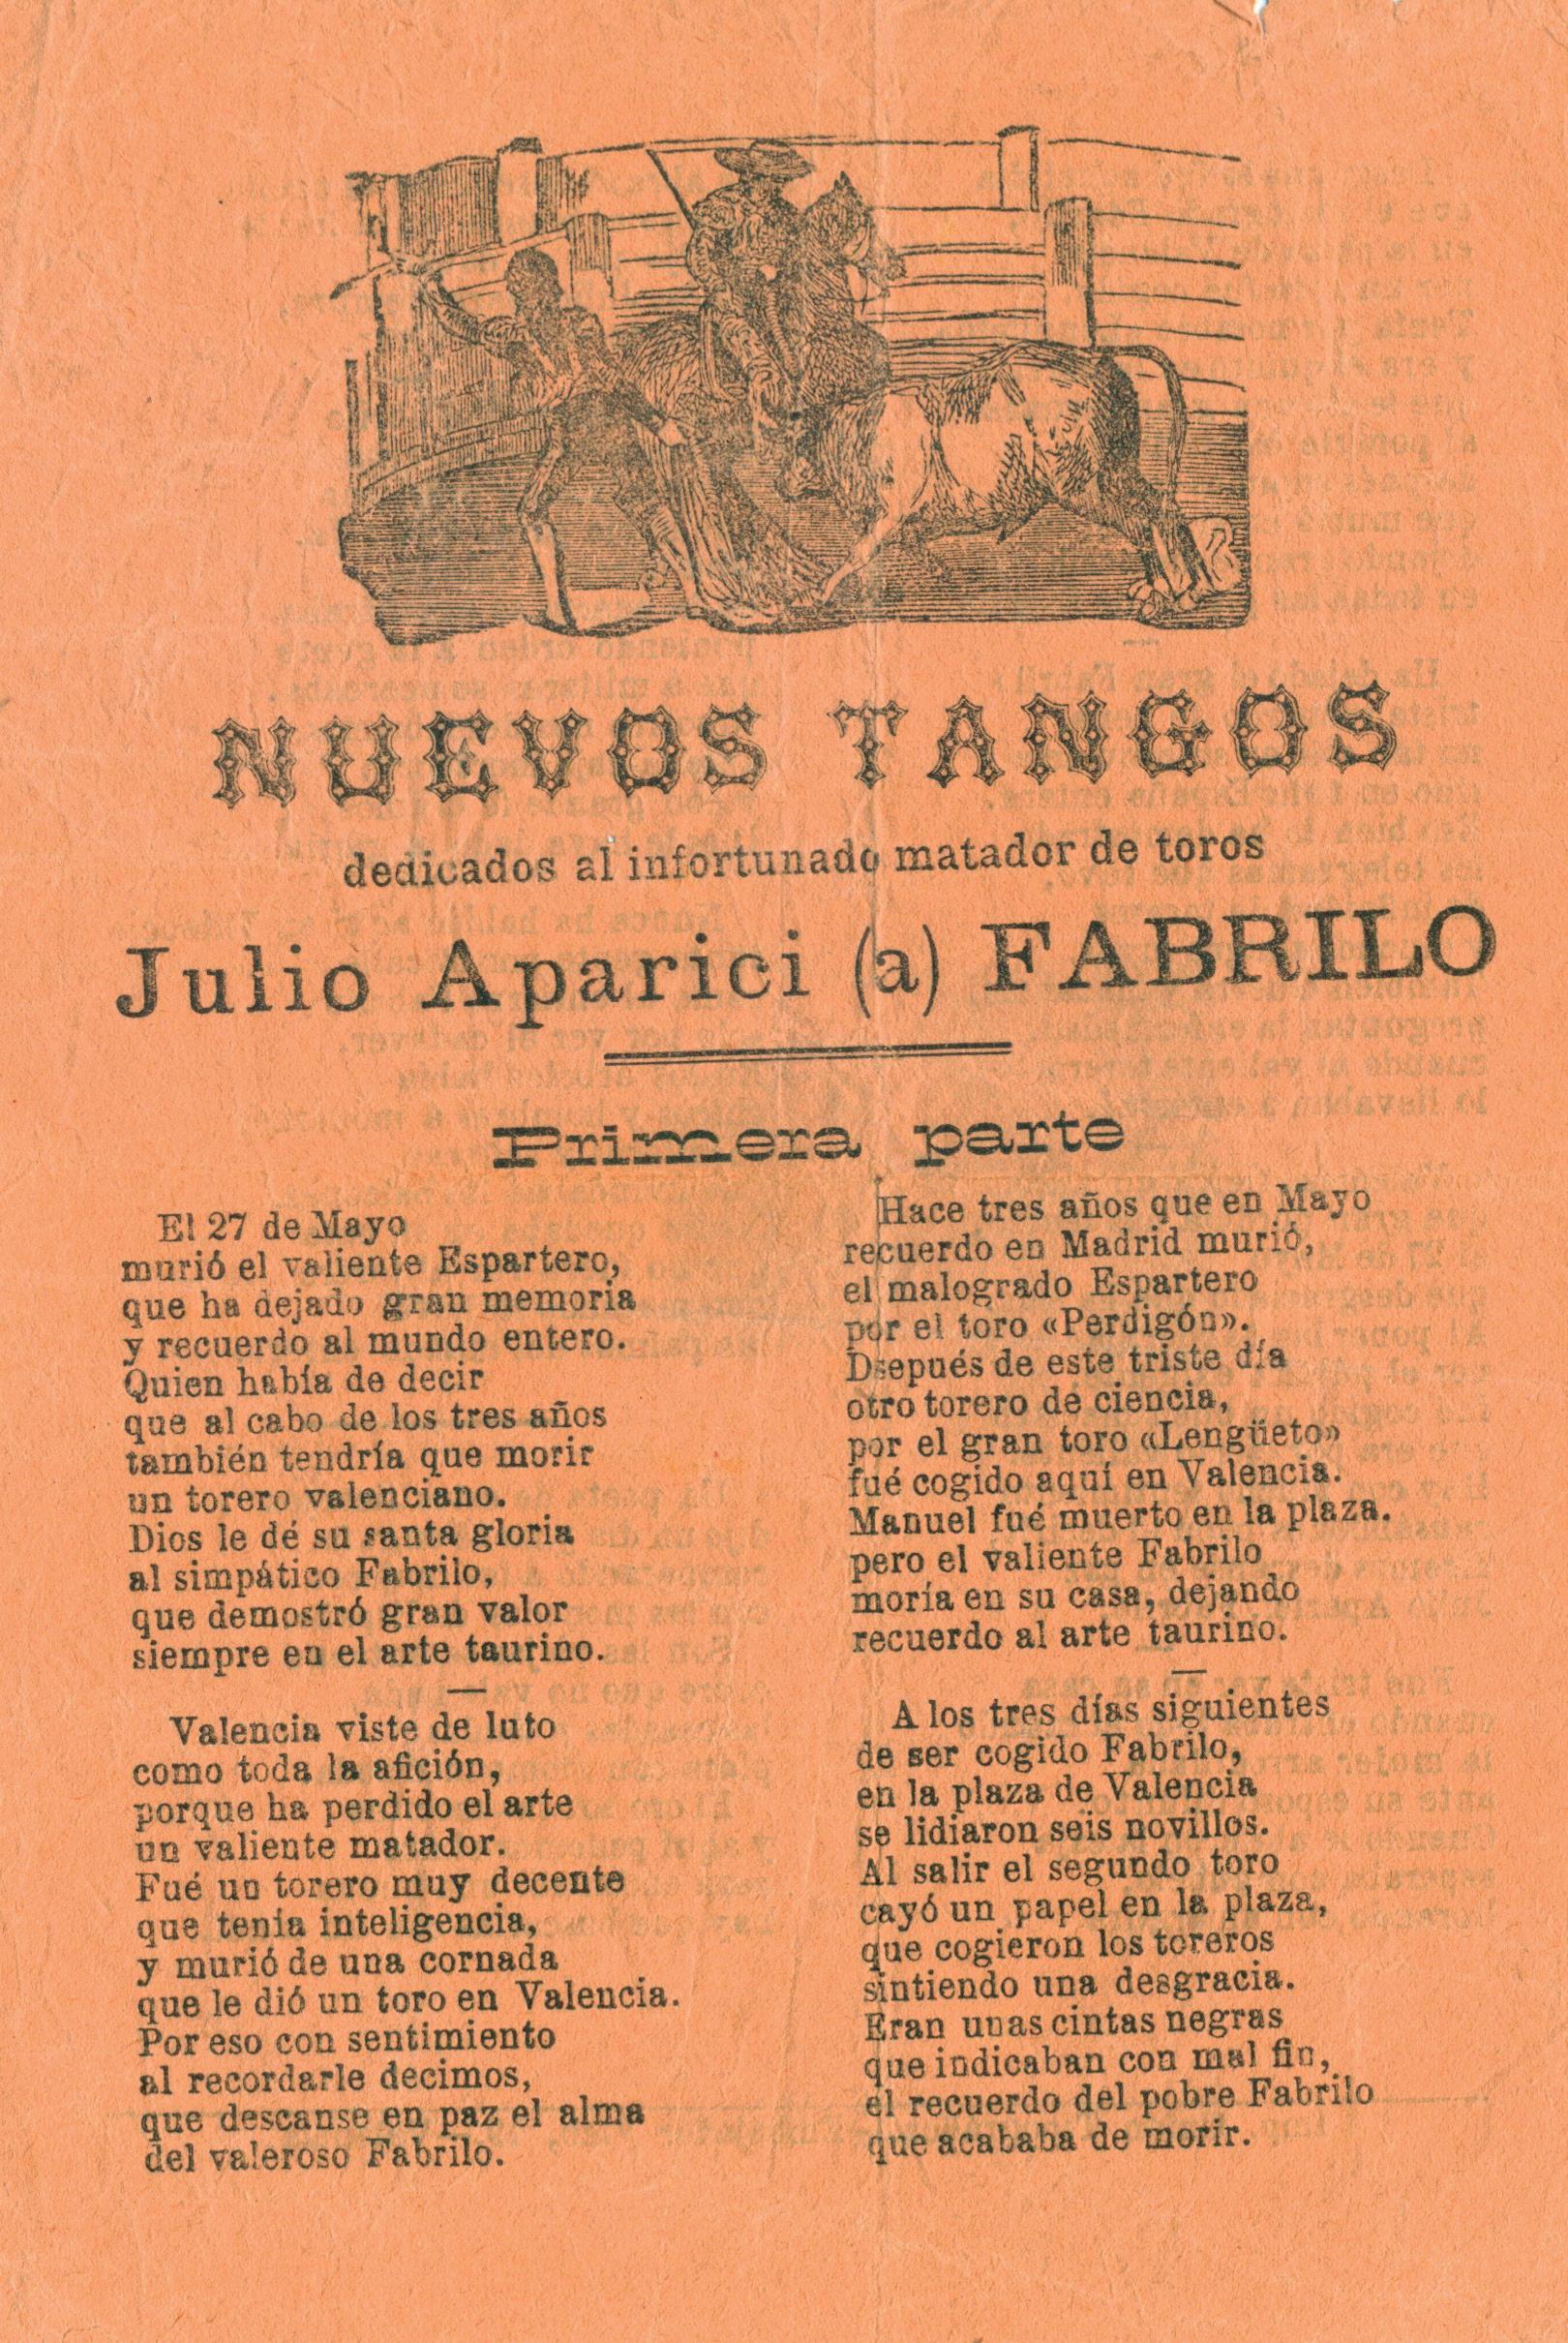 NUEVOS TANGOS
dedicados al infortunado matador de toros
Julio Aparici (a) FABRILO
Primera parte
El 27 de Mayo
murió el valiente Espartero,
que ha dejado gran memoria
y recuerdo al mundo entero.
Quien había de decir
que al cabo de los tres años
también tendría que morir
un torero valenciano.
Dios le dé su santa gloria
al simpático Fabrilo,
que demostró gran valor
siempre en el arte taurino.
—
Valencia viste de luto
como toda la afición,
porque ha perdido el arte
un valiente matador.
Fué un torero muy decente
que tenía inteligencia,
y murió de una cornada
que le dió un toro en Valencia.
Por eso con sentimiento
al recordarle decimos,
que descanse en paz el alma
del valeroso Fabrilo.
Hace tres años que en Mayo
recuerdo en Madrid murió,
el malogrado Espartero
por el toro «Perdigón».
Dsepués de este triste día
otro torero de ciencia,
por el gran toro «Lengüeto»
fué cogido aquí en Valencia.
Manuel fué muerto en la plaza.
pero el valiente Fabrilo
moría en su casa, dejando
recuerdo al arte taurino.
—
A los tres días siguientes
de ser cogido Fabrilo,
en la plaza de Valencia
se lidiaron seis novillos.
Al salir el segundo toro
cayó un papel en la plaza,
que cogieron los toreros
sintiendo una desgracia.
Eran unas cintas negras
que indicaban con mal fin,
el recuerdo del pobre Fabrilo
que acababa de morir.